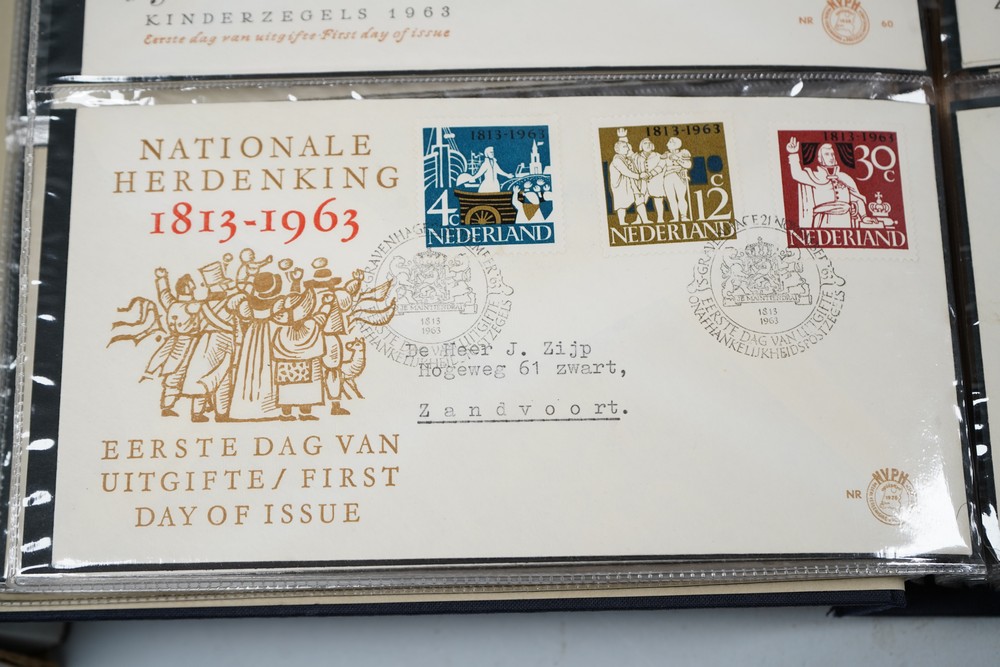 KINDERZEGELS 1963
Eerste dag van uitgifte - First day of issue
NR
60
NATIONALE
HERDENKING
1813-1963
EERSTE DAG VAN
UITGIFTE / FIRST
DAY OF ISSUE
1813-1963
4c
NEDERLAND
1813-1963
12c
NEDERLAND
1813-1963
30c
NEDERLAND
1813
1963
EERSTE DAG VAN UITGIFTE
ONAFHANKELIJKHEIDSPOSTZEGELS
JE MAINTIENDRAI
1813
1963
De Heer J. Zijp
Hogeweg 61 zwart,
Zandvoort.
NR
NVPH